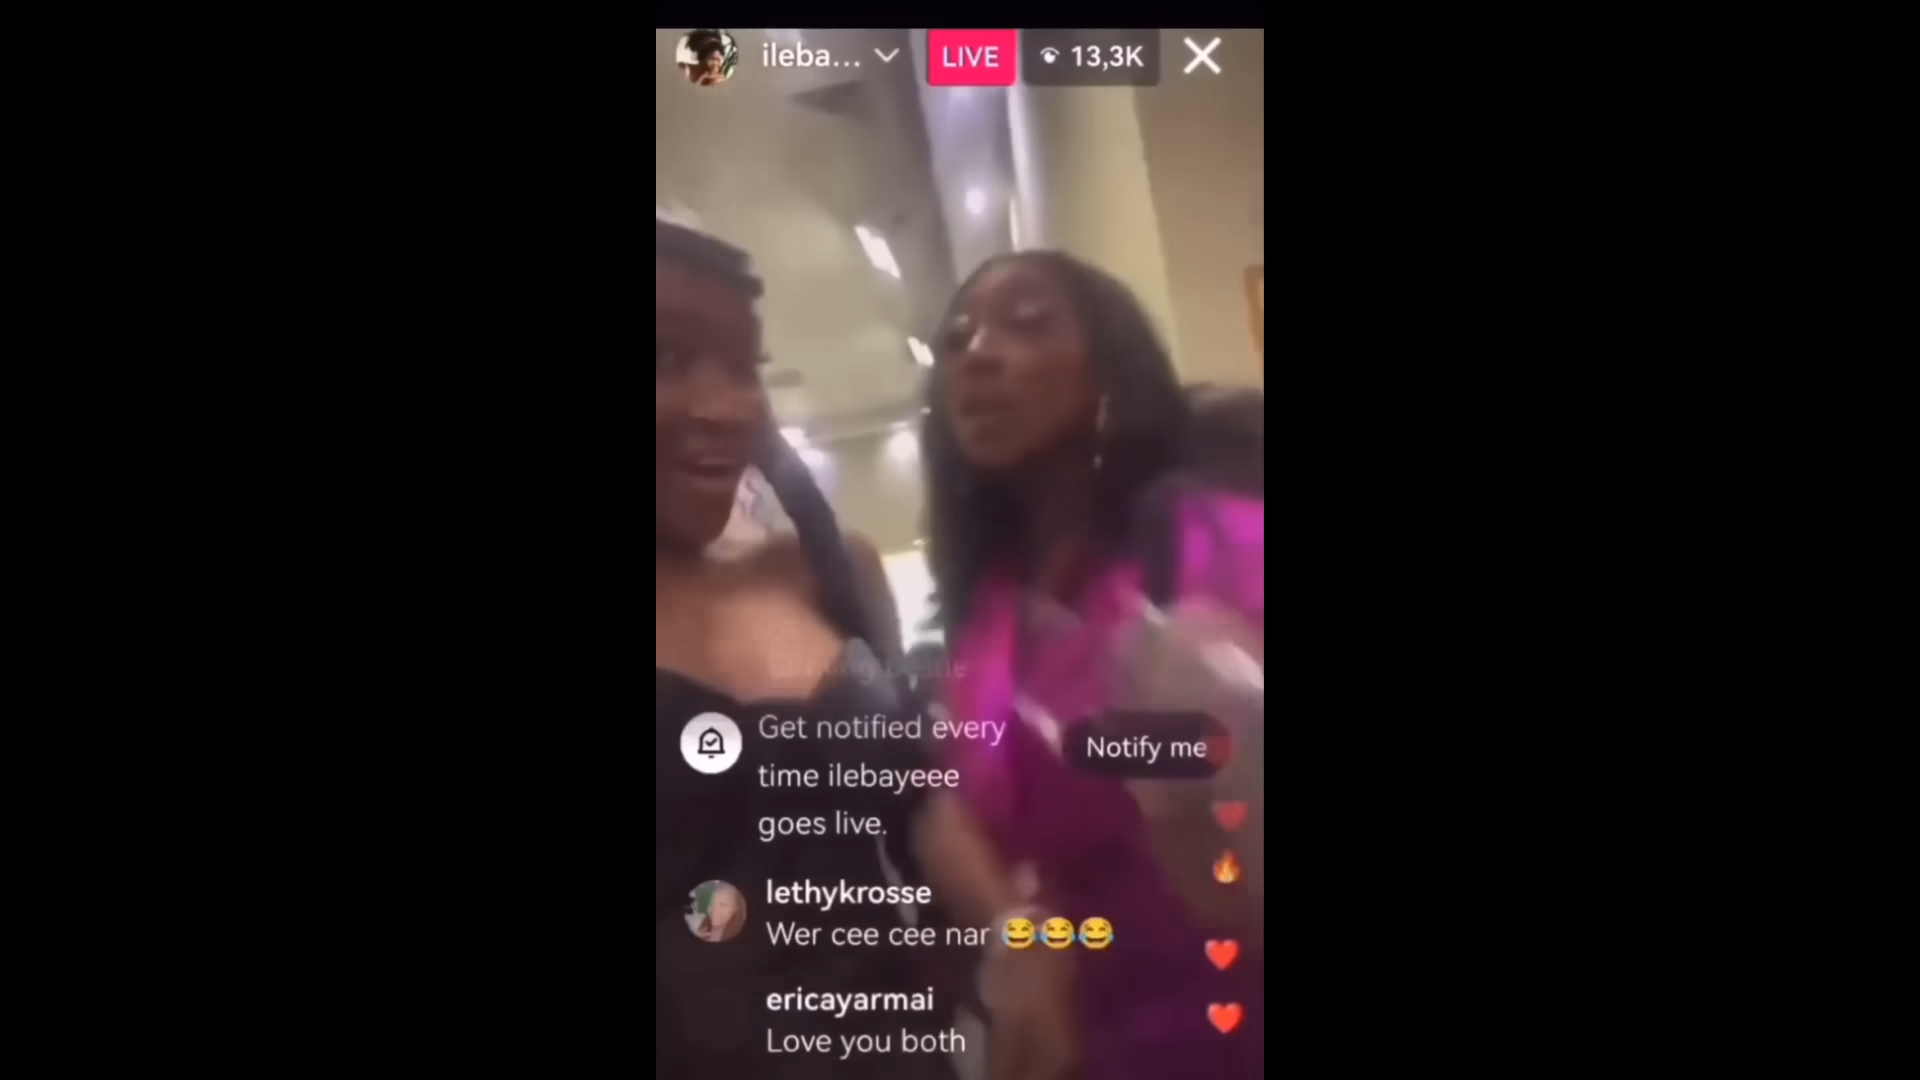 ileba...
LIVE
13,3K
Get notified every
time ilebayeee
goes live.
Notify me
lethykrosse
Wer cee cee nar 😂😂😂
ericayarmai
Love you both